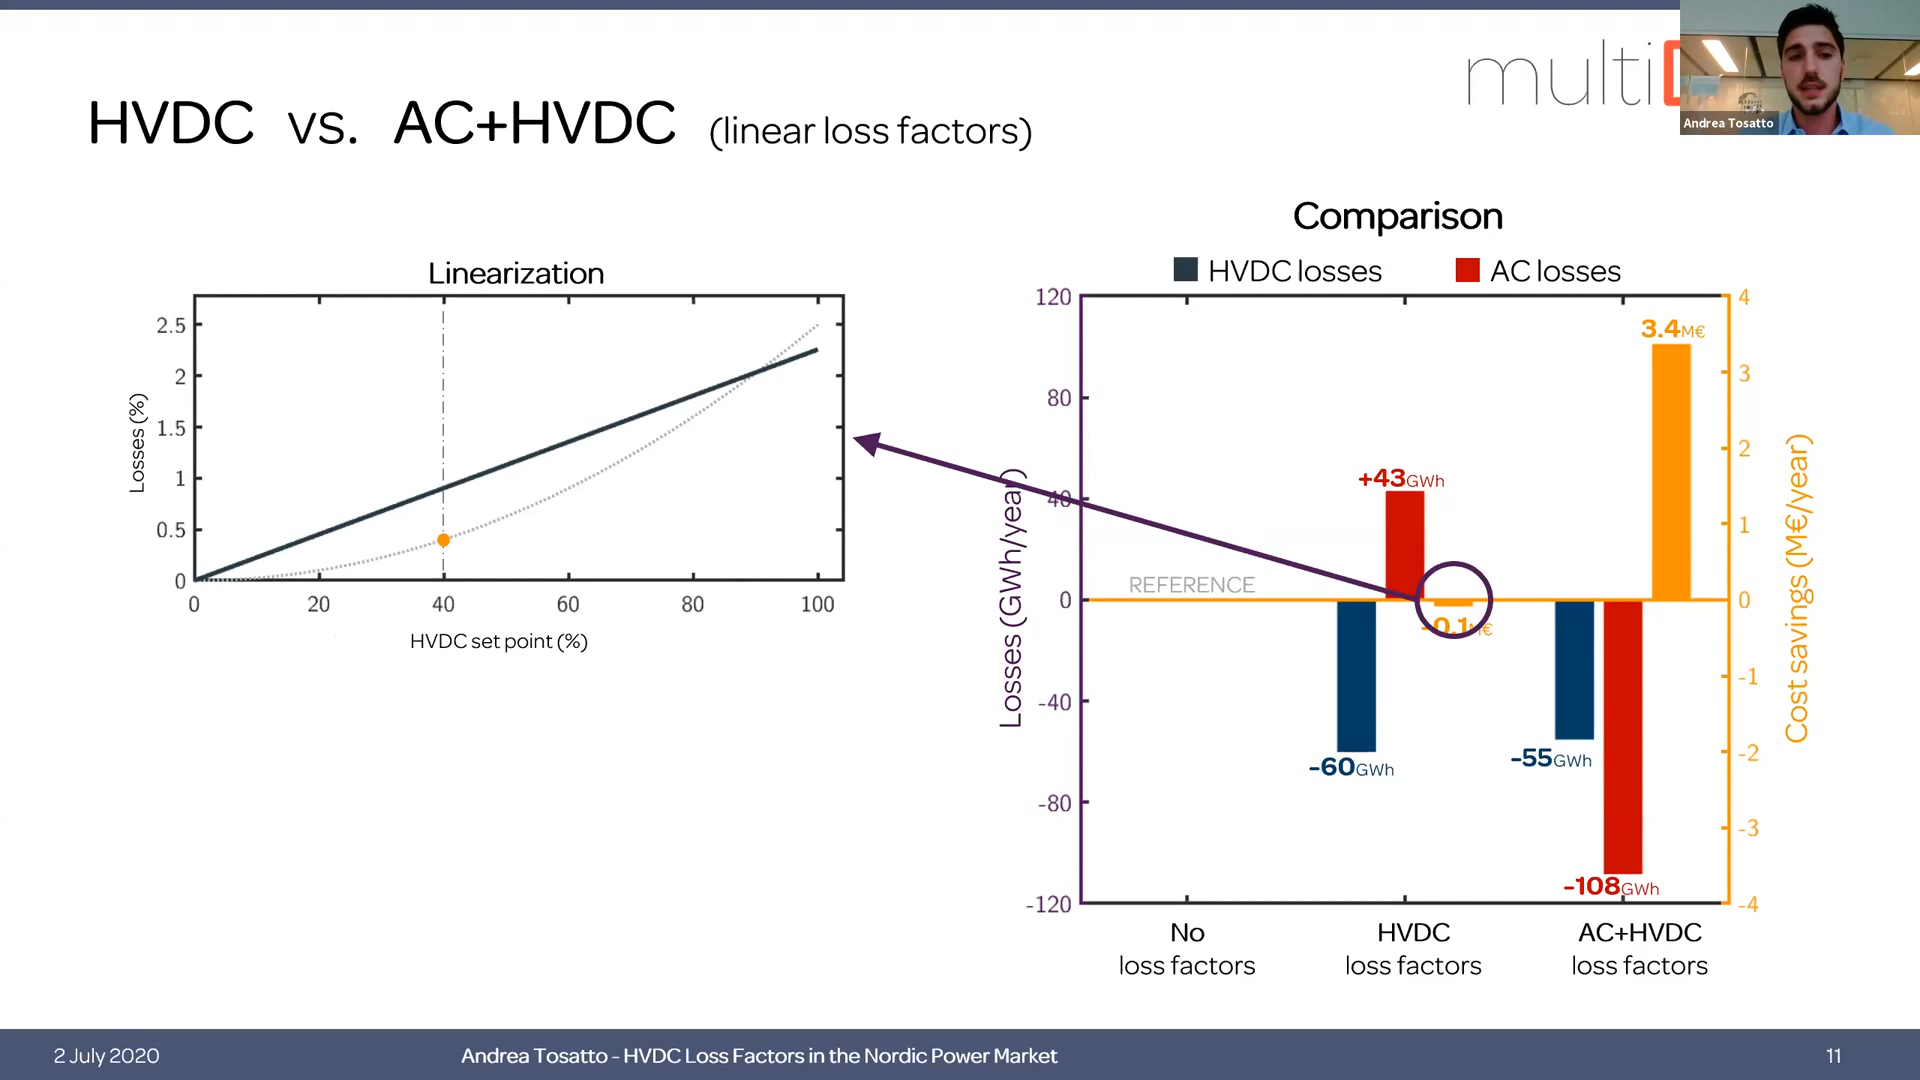 multi
Andrea Tosatto
HVDC vs. AC+HVDC (linear loss factors)
Comparison
HVDC losses AC losses
Linearization
2.5
2
1.5
1
0.5
0
Losses (%)
0 20 40 60 80 100
HVDC set point (%)
120
80
40
0
-40
-80
-120
Losses (GWh/year)
REFERENCE
+43GWh
-0.1M€
-60GWh
-55GWh
-108GWh
3.4M€
4
3
2
1
0
-1
-2
-3
-4
Cost savings (M€/year)
No HVDC AC+HVDC
loss factors loss factors loss factors
2 July 2020 Andrea Tosatto - HVDC Loss Factors in the Nordic Power Market 11